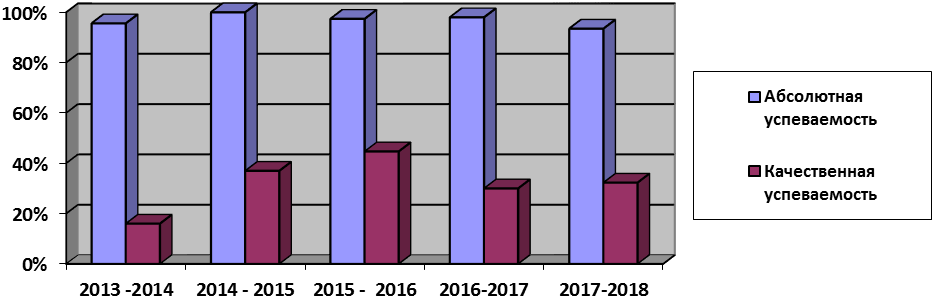 100%
80%
60%
40%
20%
0%
2013 -2014
2014 - 2015
2015 -  2016
2016-2017
2017-2018
Абсолютная
успеваемость
Качественная
успеваемость